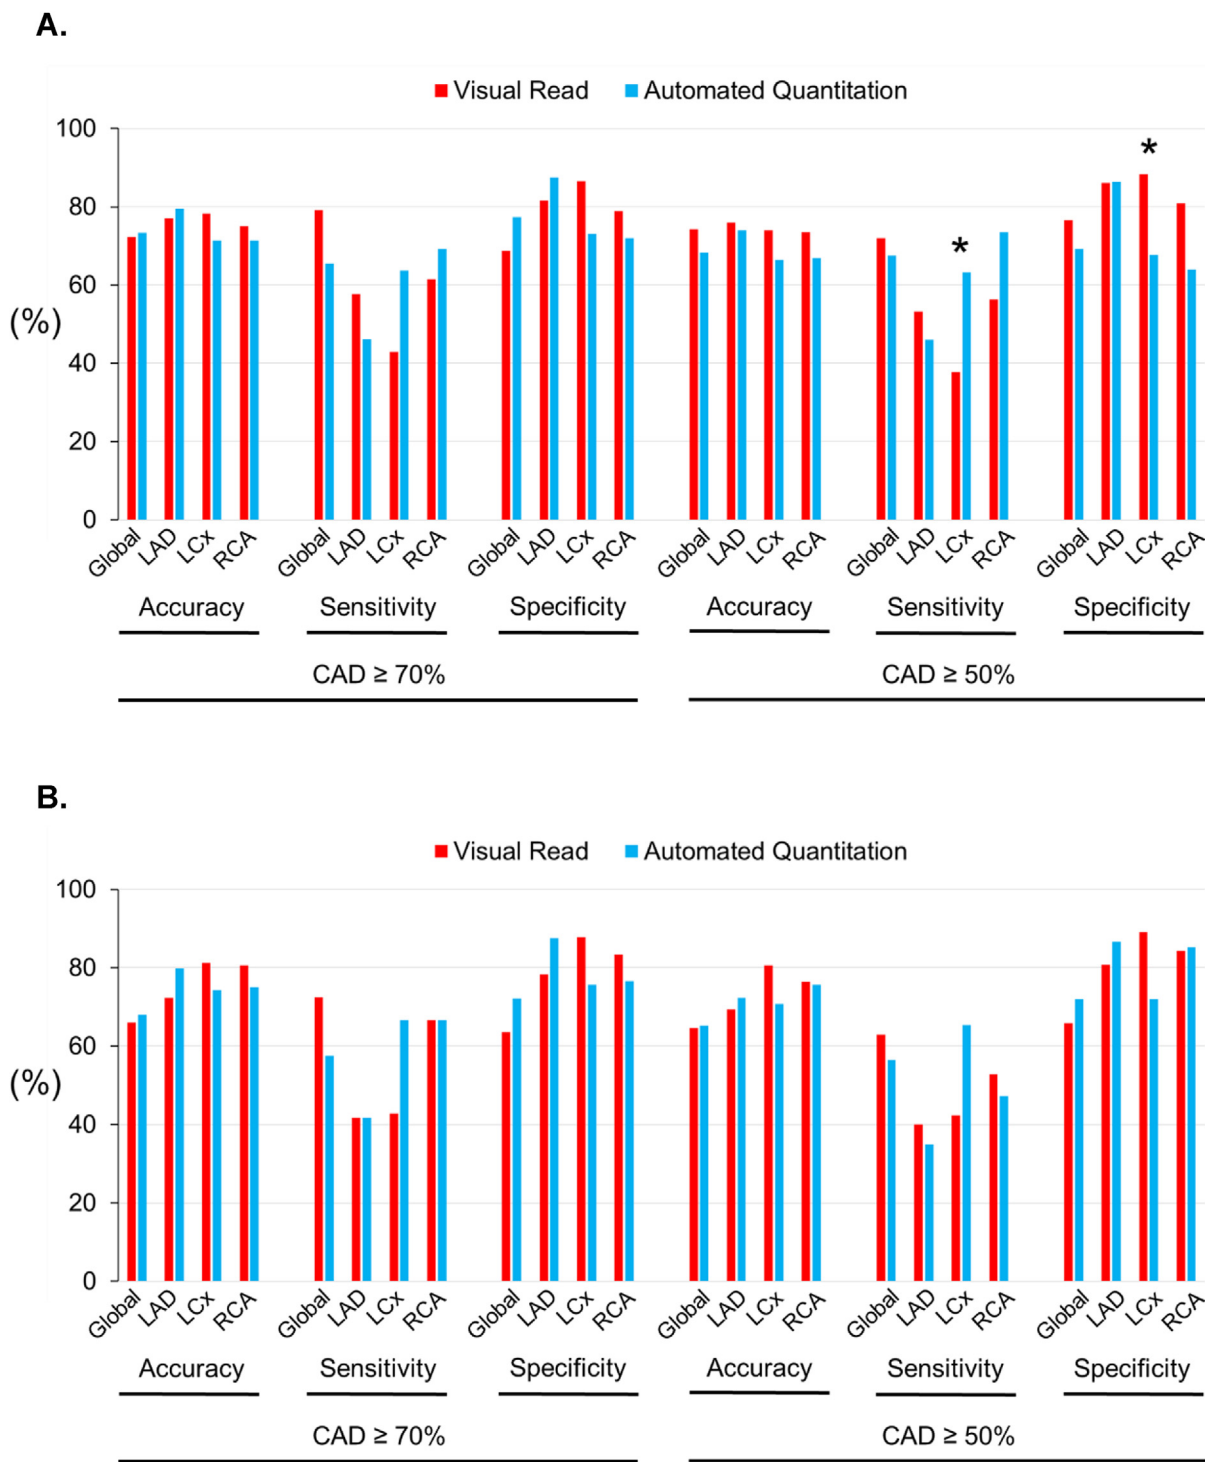 A.
Visual Read Automated Quantitation
100
80
*
60
*
(%)
40
20
0
Global LAD LCx RCA Global LAD LCx RCA Global LAD LCx RCA Global LAD LCx RCA Global LAD LCx RCA Global LAD LCx RCA
Accuracy Sensitivity Specificity Accuracy Sensitivity Specificity
CAD ≥ 70% CAD ≥ 50%
B.
Visual Read Automated Quantitation
100
80
60
(%)
40
20
0
Global LAD LCx RCA Global LAD LCx RCA Global LAD LCx RCA Global LAD LCx RCA Global LAD LCx RCA Global LAD LCx RCA
Accuracy Sensitivity Specificity Accuracy Sensitivity Specificity
CAD ≥ 70% CAD ≥ 50%